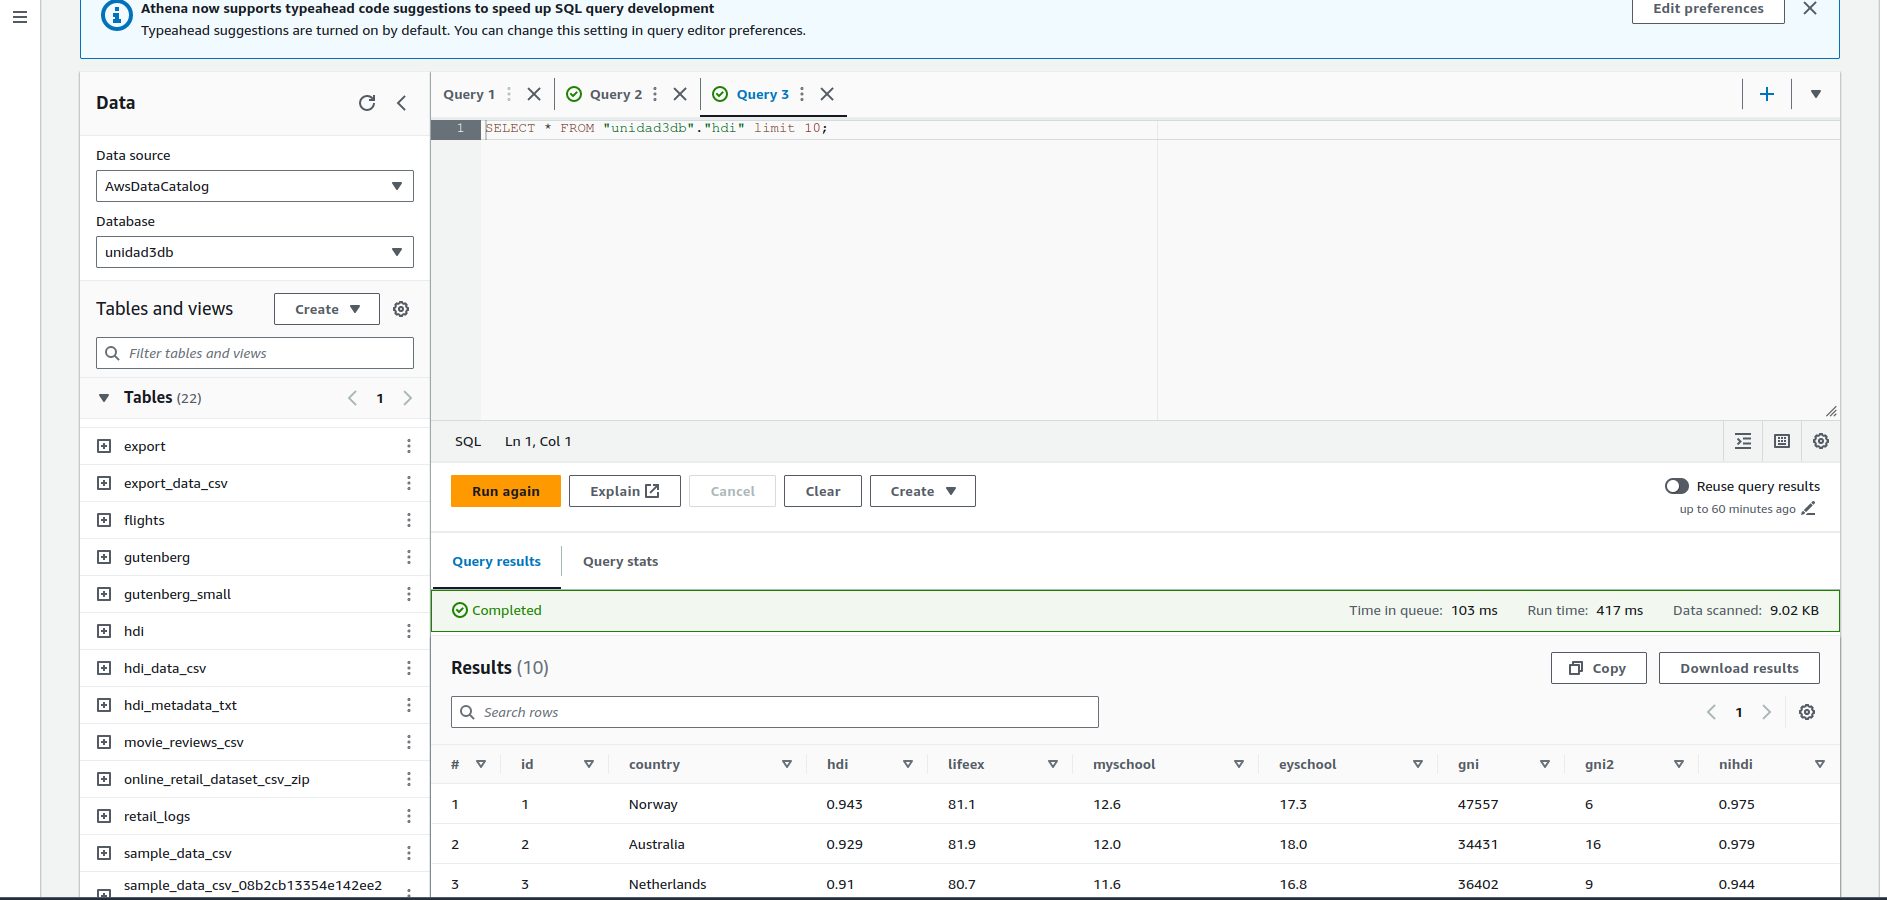 Athena now supports typeahead code suggestions to speed up SQL query development
Typeahead suggestions are turned on by default. You can change this setting in query editor preferences.
Edit preferences
Data
Data source
AwsDataCatalog
Database
unidad3db
Tables and views
Create
Filter tables and views
Tables (22)
1
export
export_data_csv
flights
gutenberg
gutenberg_small
hdi
hdi_data_csv
hdi_metadata_txt
movie_reviews_csv
online_retail_dataset_csv_zip
retail_logs
sample_data_csv
sample_data_csv_08b2cb13354e142ee2
Query 1
Query 2
Query 3
1 SELECT * FROM "unidad3db"."hdi" limit 10;
SQL Ln 1, Col 1
Run again Explain Cancel Clear Create
Reuse query results
up to 60 minutes ago
Query results Query stats
Completed Time in queue: 103 ms Run time: 417 ms Data scanned: 9.02 KB
Results (10) Copy Download results
Search rows
1
# id country hdi lifeex myschool eyschool gni gni2 nihdi
1 1 Norway 0.943 81.1 12.6 17.3 47557 6 0.975
2 2 Australia 0.929 81.9 12.0 18.0 34431 16 0.979
3 3 Netherlands 0.91 80.7 11.6 16.8 36402 9 0.944